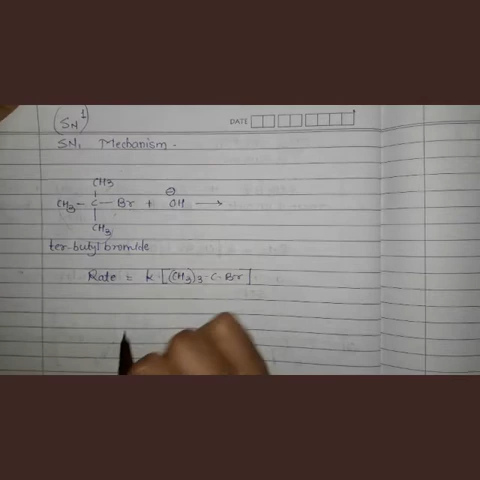 (SN¹)
DATE
SN₁ Mechanism -
CH₃
CH₃ - C - Br + ⊖OH →
CH₃
ter-butyl bromide
Rate = k [(CH₃)₃-C-Br]